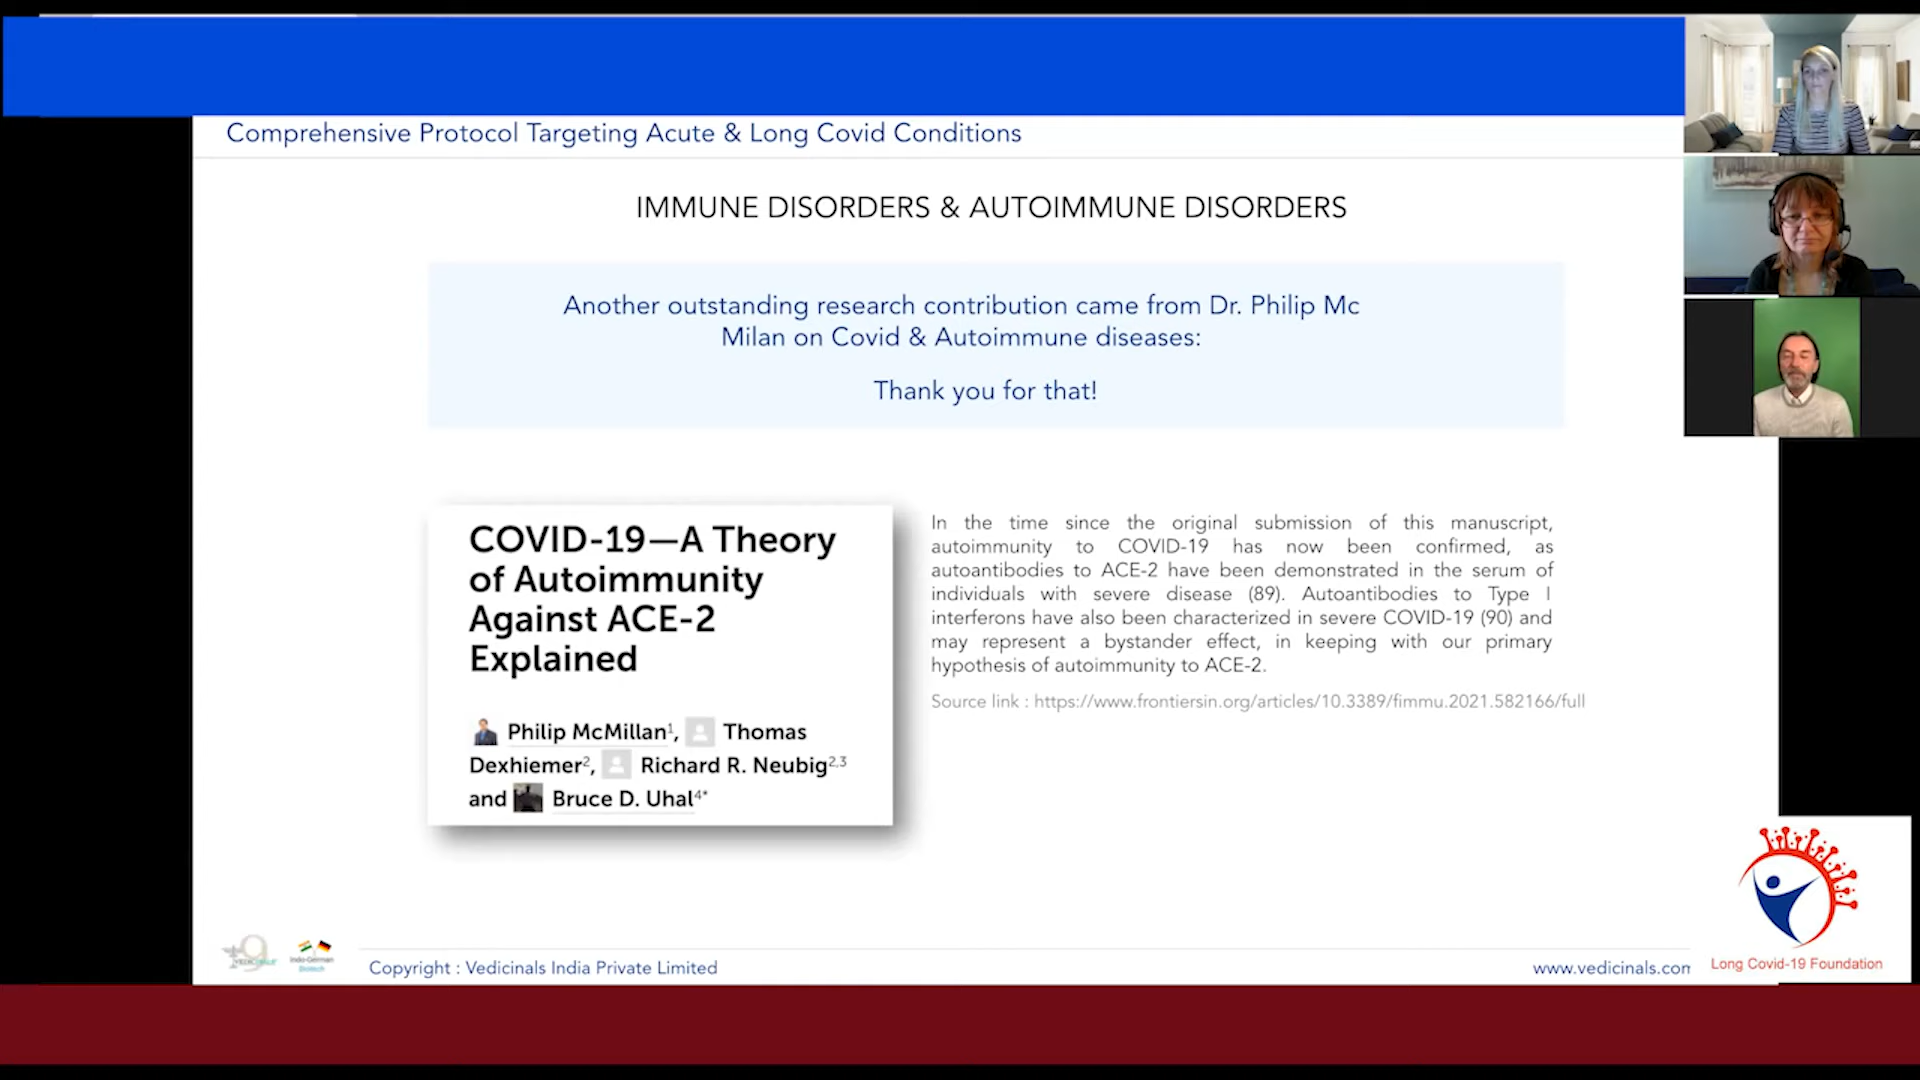 Comprehensive Protocol Targeting Acute & Long Covid Conditions
IMMUNE DISORDERS & AUTOIMMUNE DISORDERS
Another outstanding research contribution came from Dr. Philip Mc
Milan on Covid & Autoimmune diseases:
Thank you for that!
COVID-19—A Theory
of Autoimmunity
Against ACE-2
Explained
Philip McMillan1, Thomas
Dexhiemer2, Richard R. Neubig2,3
and Bruce D. Uhal4*
In the time since the original submission of this manuscript,
autoimmunity to COVID-19 has now been confirmed, as
autoantibodies to ACE-2 have been demonstrated in the serum of
individuals with severe disease (89). Autoantibodies to Type I
interferons have also been characterized in severe COVID-19 (90) and
may represent a bystander effect, in keeping with our primary
hypothesis of autoimmunity to ACE-2.
Source link : https://www.frontiersin.org/articles/10.3389/fimmu.2021.582166/full
VEDICINALS
Indo-German
Biotech
Copyright : Vedicinals India Private Limited
www.vedicinals.com
Long Covid-19 Foundation